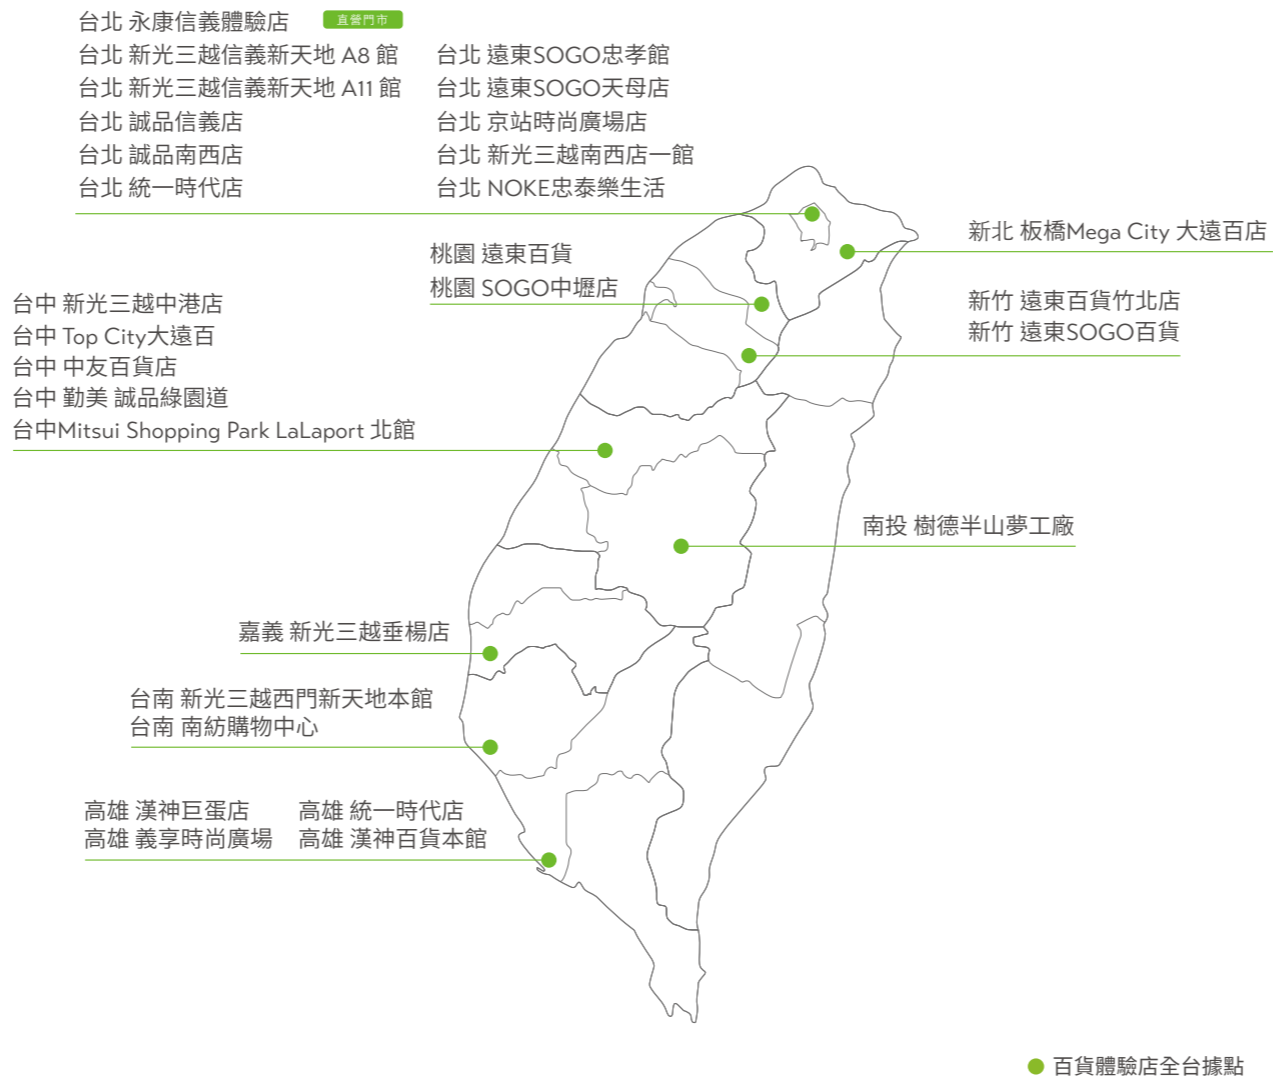 台北 永康信義體驗店 直營門市
台北 新光三越信義新天地 A8 館
台北 新光三越信義新天地 A11 館
台北 誠品信義店
台北 誠品南西店
台北 統一時代店
台北 遠東SOGO忠孝館
台北 遠東SOGO天母店
台北 京站時尚廣場店
台北 新光三越南西店一館
台北 NOKE忠泰樂生活
新北 板橋Mega City 大遠百店
桃園 遠東百貨
桃園 SOGO中壢店
新竹 遠東百貨竹北店
新竹 遠東SOGO百貨
台中 新光三越中港店
台中 Top City大遠百
台中 中友百貨店
台中 勤美 誠品綠園道
台中Mitsui Shopping Park LaLaport 北館
南投 樹德半山夢工廠
嘉義 新光三越垂楊店
台南 新光三越西門新天地本館
台南 南紡購物中心
高雄 漢神巨蛋店
高雄 義享時尚廣場
高雄 統一時代店
高雄 漢神百貨本館
百貨體驗店全台據點